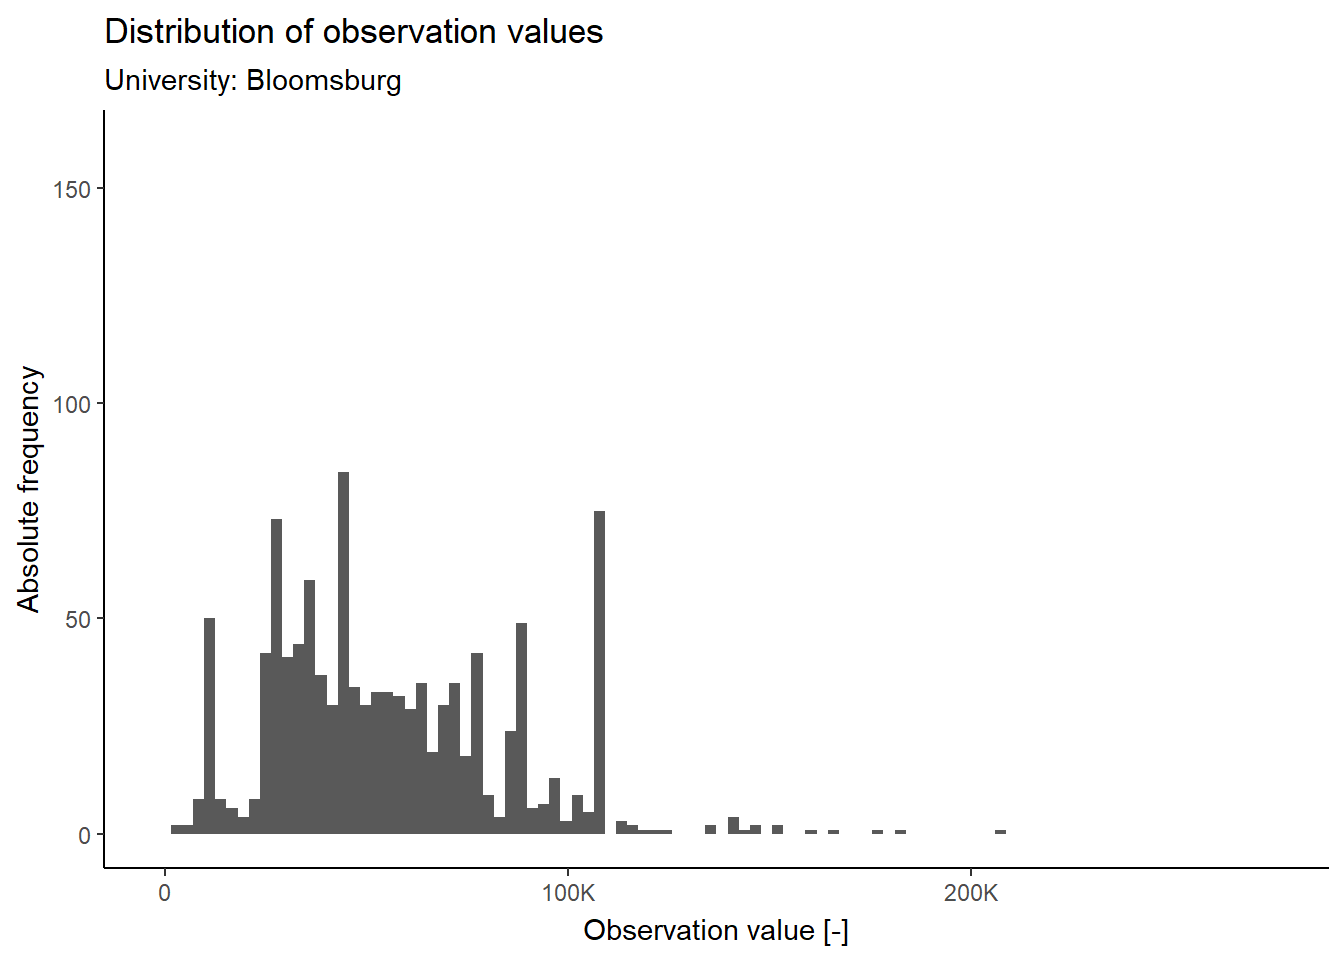 Distribution of observation values
University: Bloomsburg
150
100
50
0
Absolute frequency
0 100K 200K
Observation value [-]